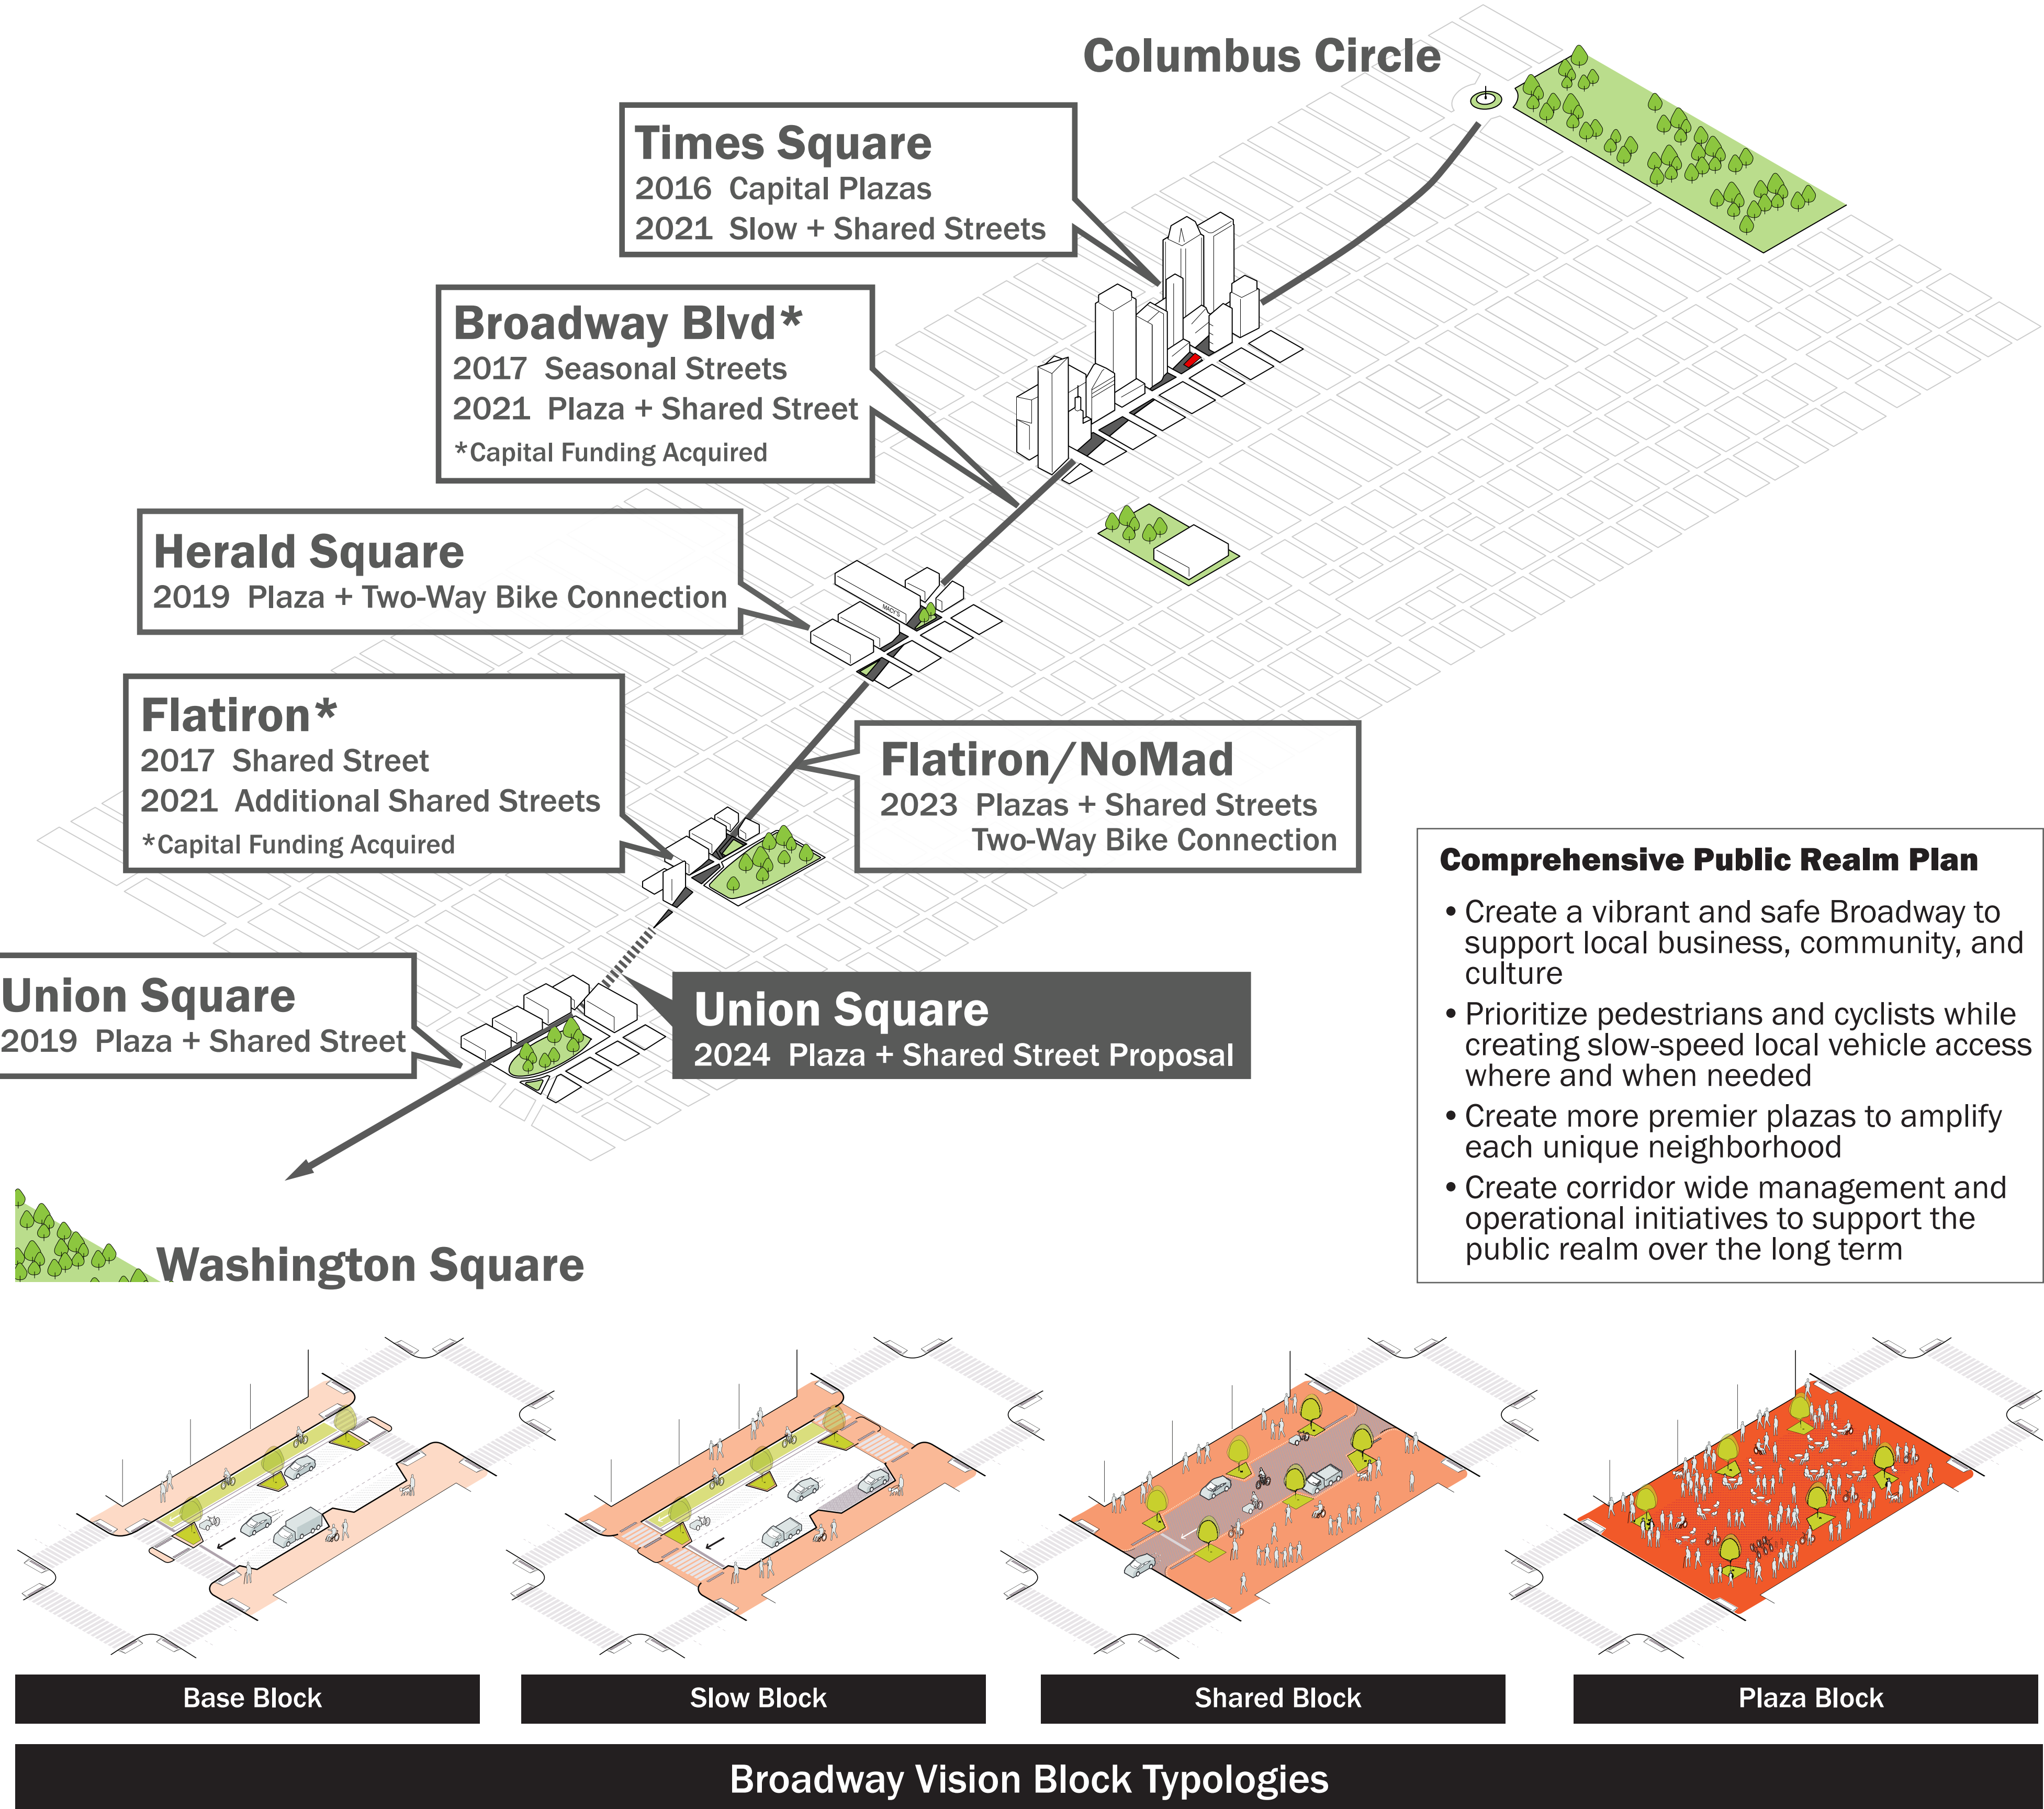 Columbus Circle
Times Square
2016 Capital Plazas
2021 Slow + Shared Streets
Broadway Blvd*
2017 Seasonal Streets
2021 Plaza + Shared Street
*Capital Funding Acquired
Herald Square
2019 Plaza + Two-Way Bike Connection
MACY'S
Flatiron*
2017 Shared Street
2021 Additional Shared Streets
*Capital Funding Acquired
Flatiron/NoMad
2023 Plazas + Shared Streets
Two-Way Bike Connection
Union Square
2019 Plaza + Shared Street
Union Square
2024 Plaza + Shared Street Proposal
Comprehensive Public Realm Plan
• Create a vibrant and safe Broadway to
support local business, community, and
culture
• Prioritize pedestrians and cyclists while
creating slow-speed local vehicle access
where and when needed
• Create more premier plazas to amplify
each unique neighborhood
• Create corridor wide management and
operational initiatives to support the
public realm over the long term
Washington Square
Base Block
Slow Block
Shared Block
Plaza Block
Broadway Vision Block Typologies